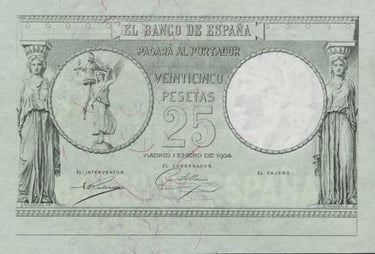 EL BANCO DE ESPAÑA
PAGARÁ AL PORTADOR
VEINTICINCO
PESETAS
25
MADRID 1 ENERO DE 1904
EL INTERVENTOR EL GOBERNADOR EL CAJERO